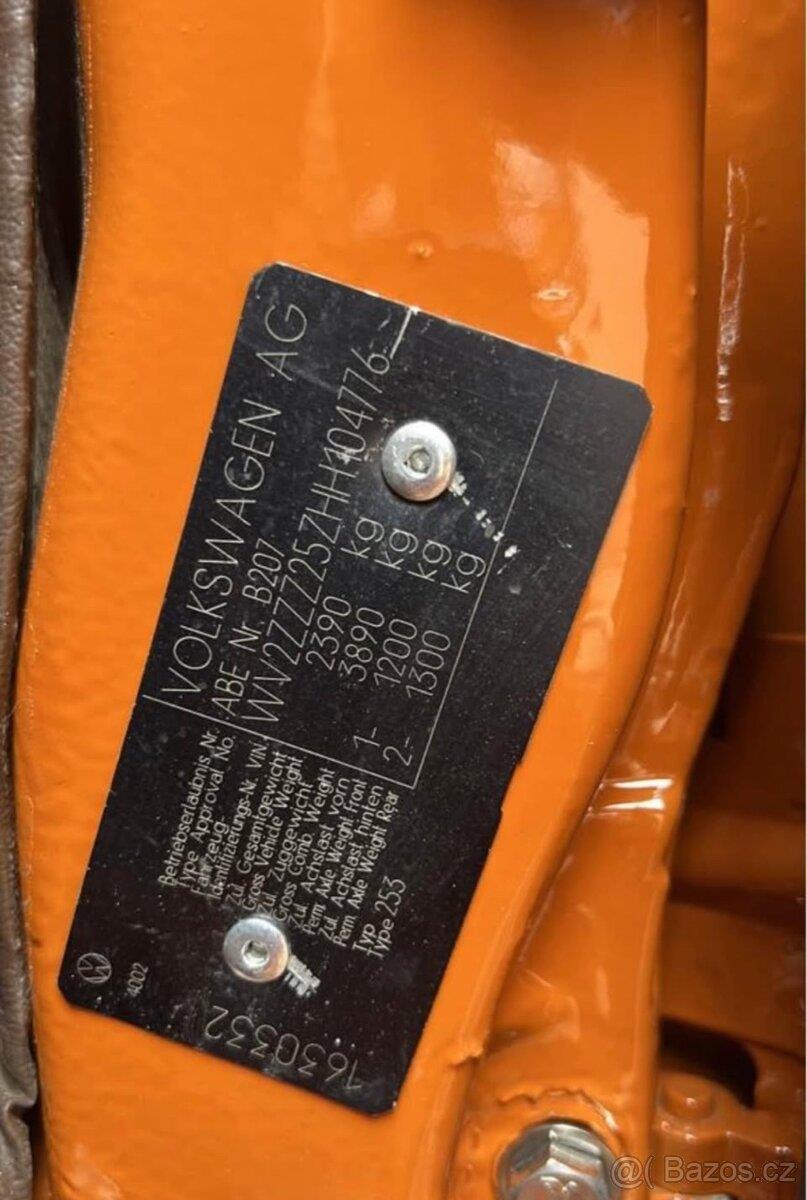 VOLKSWAGEN AG
Betriebserlaubnis Nr.
Type Approval No.
ABE Nr B207
Fahrzeug-
Identifizierungs-Nr. VIN
WV2ZZZ25ZHH104776
Zul. Gesamtgewicht
Gross Vehicle Weight
2390 kg
Zul. Zuggewicht
Gross Comb. Weight
3890 kg
Zul. Achslast vorn
Perm Axle Weight Front
1- 1200 kg
Zul. Achslast hinten
Perm. Axle Weight Rear
2- 1300 kg
Typ
Type 253
4002
1630332
@( Bazos.cz